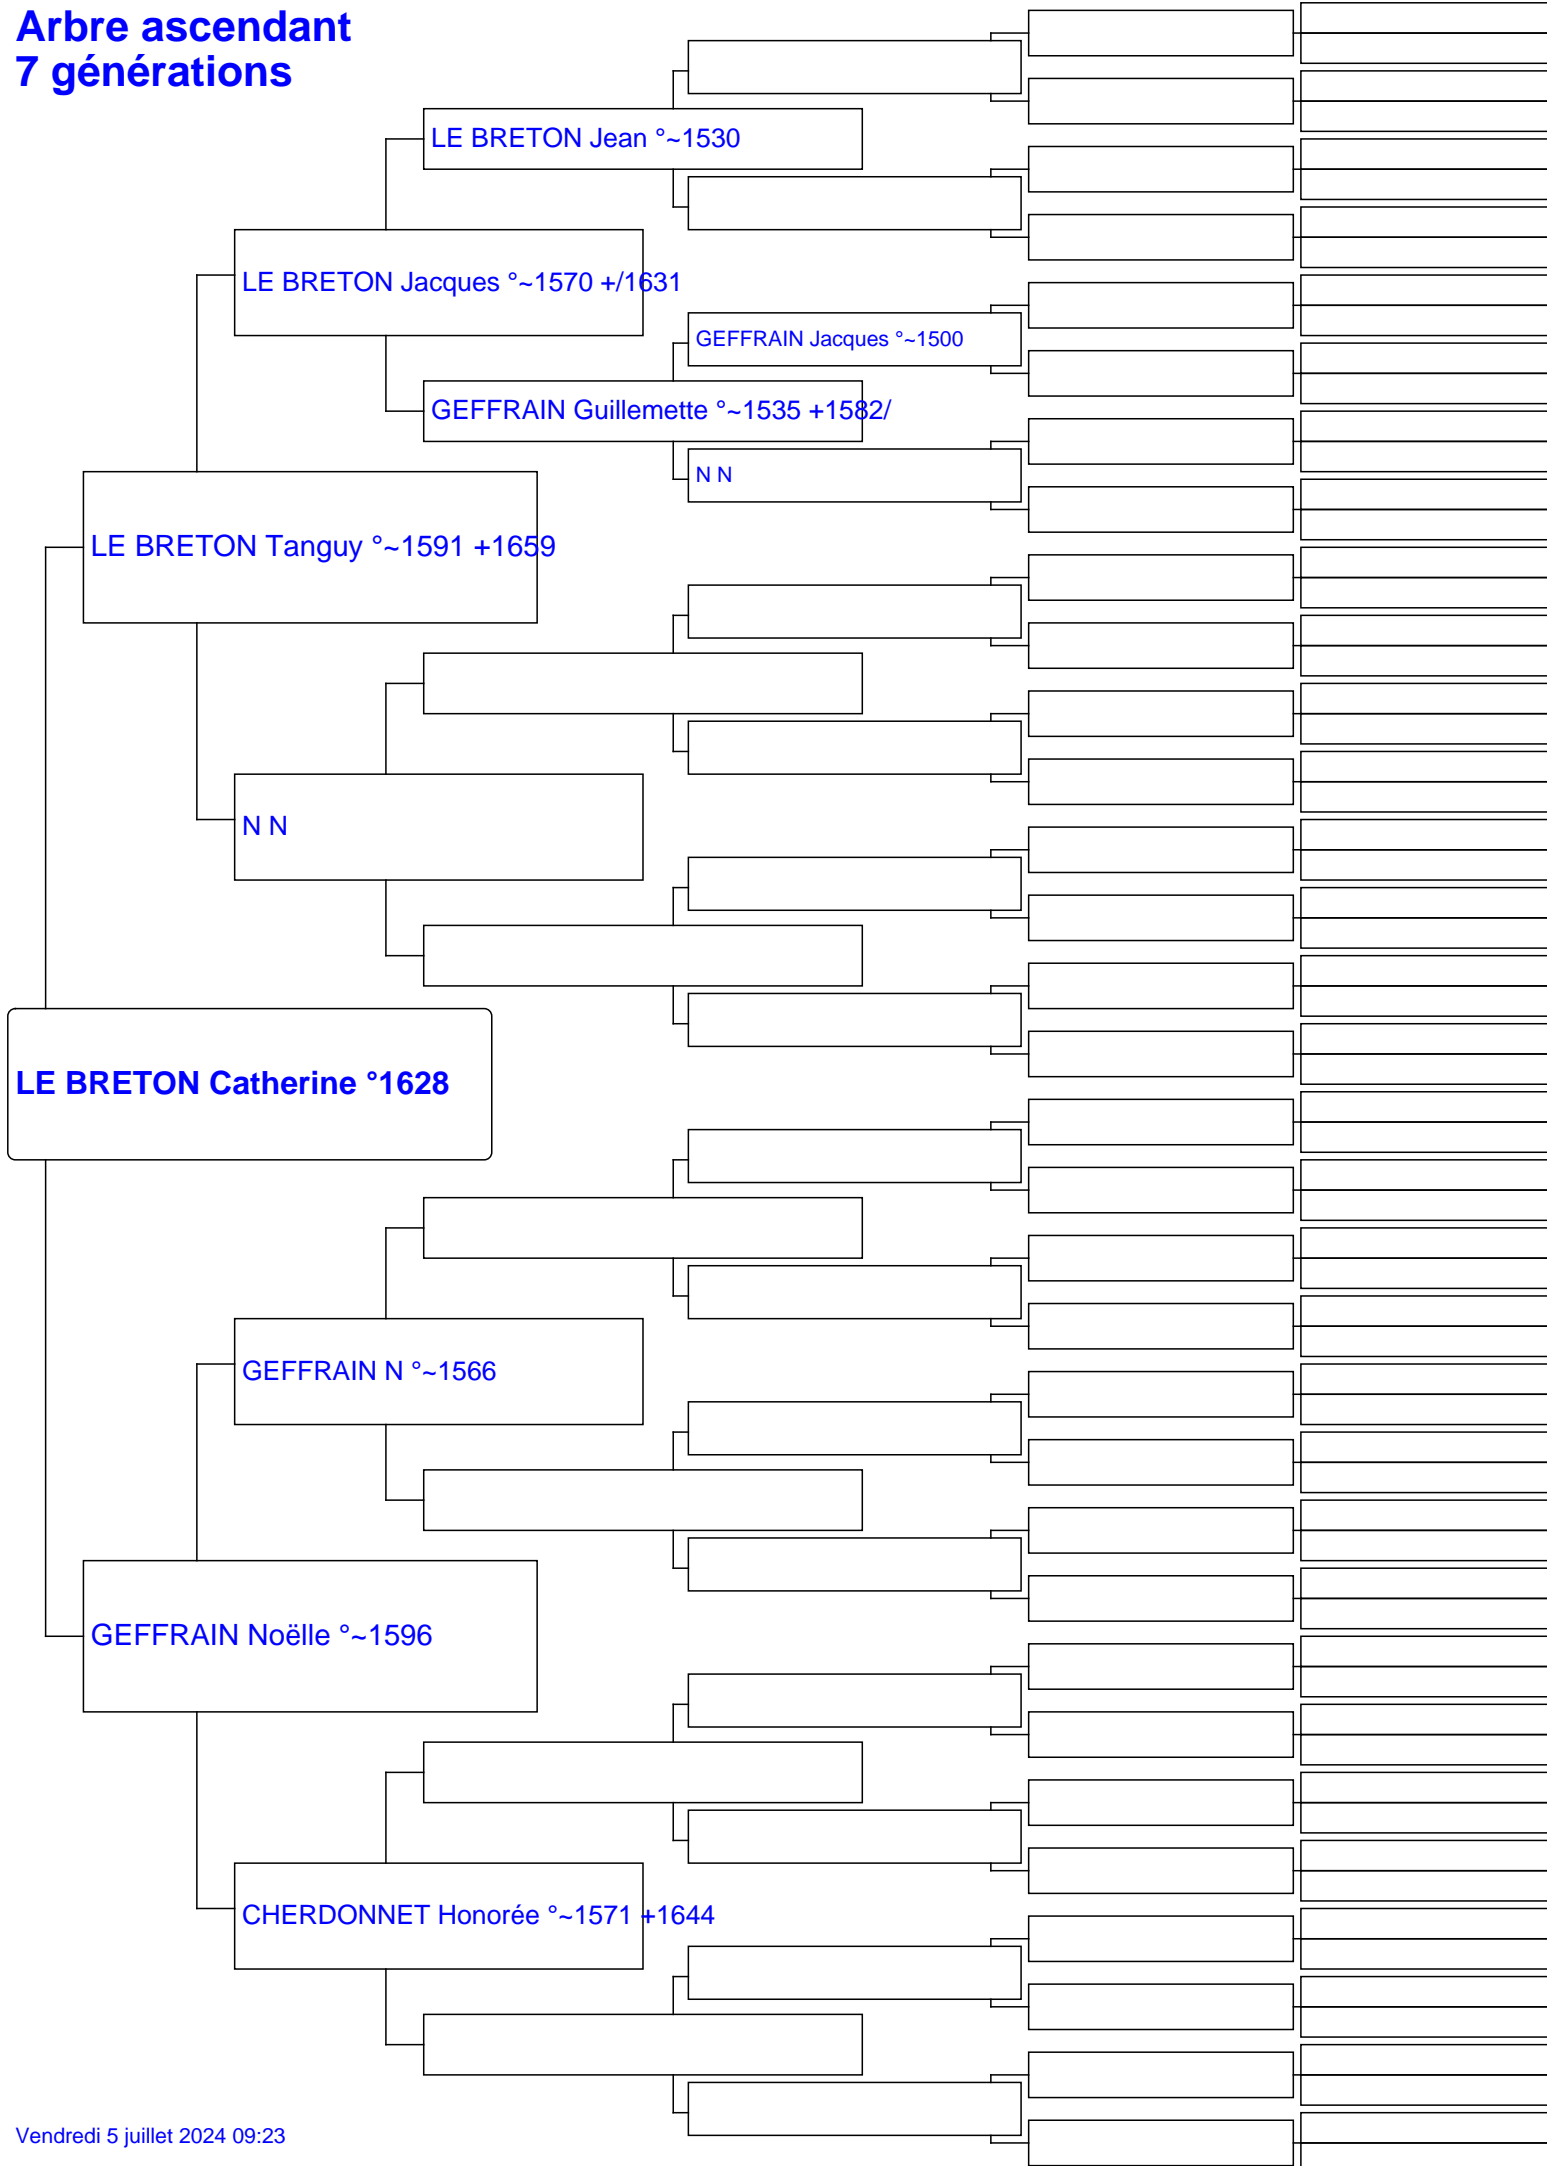 Arbre ascendant
7 générations
LE BRETON Jean °~1530
LE BRETON Jacques °~1570 +/1631
GEFFRAIN Jacques °~1500
GEFFRAIN Guillemette °~1535 +1582/
N N
LE BRETON Tanguy °~1591 +1659
N N
LE BRETON Catherine °1628
GEFFRAIN N °~1566
GEFFRAIN Noëlle °~1596
CHERDONNET Honorée °~1571 +1644
Vendredi 5 juillet 2024 09:23